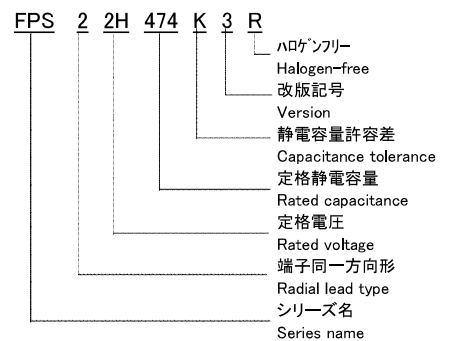 FPS 2 2H 474 K 3 R
ﾊﾛｹﾞﾝﾌﾘｰ
Halogen-free
改版記号
Version
静電容量許容差
Capacitance tolerance
定格静電容量
Rated capacitance
定格電圧
Rated voltage
端子同一方向形
Radial lead type
シリーズ名
Series name